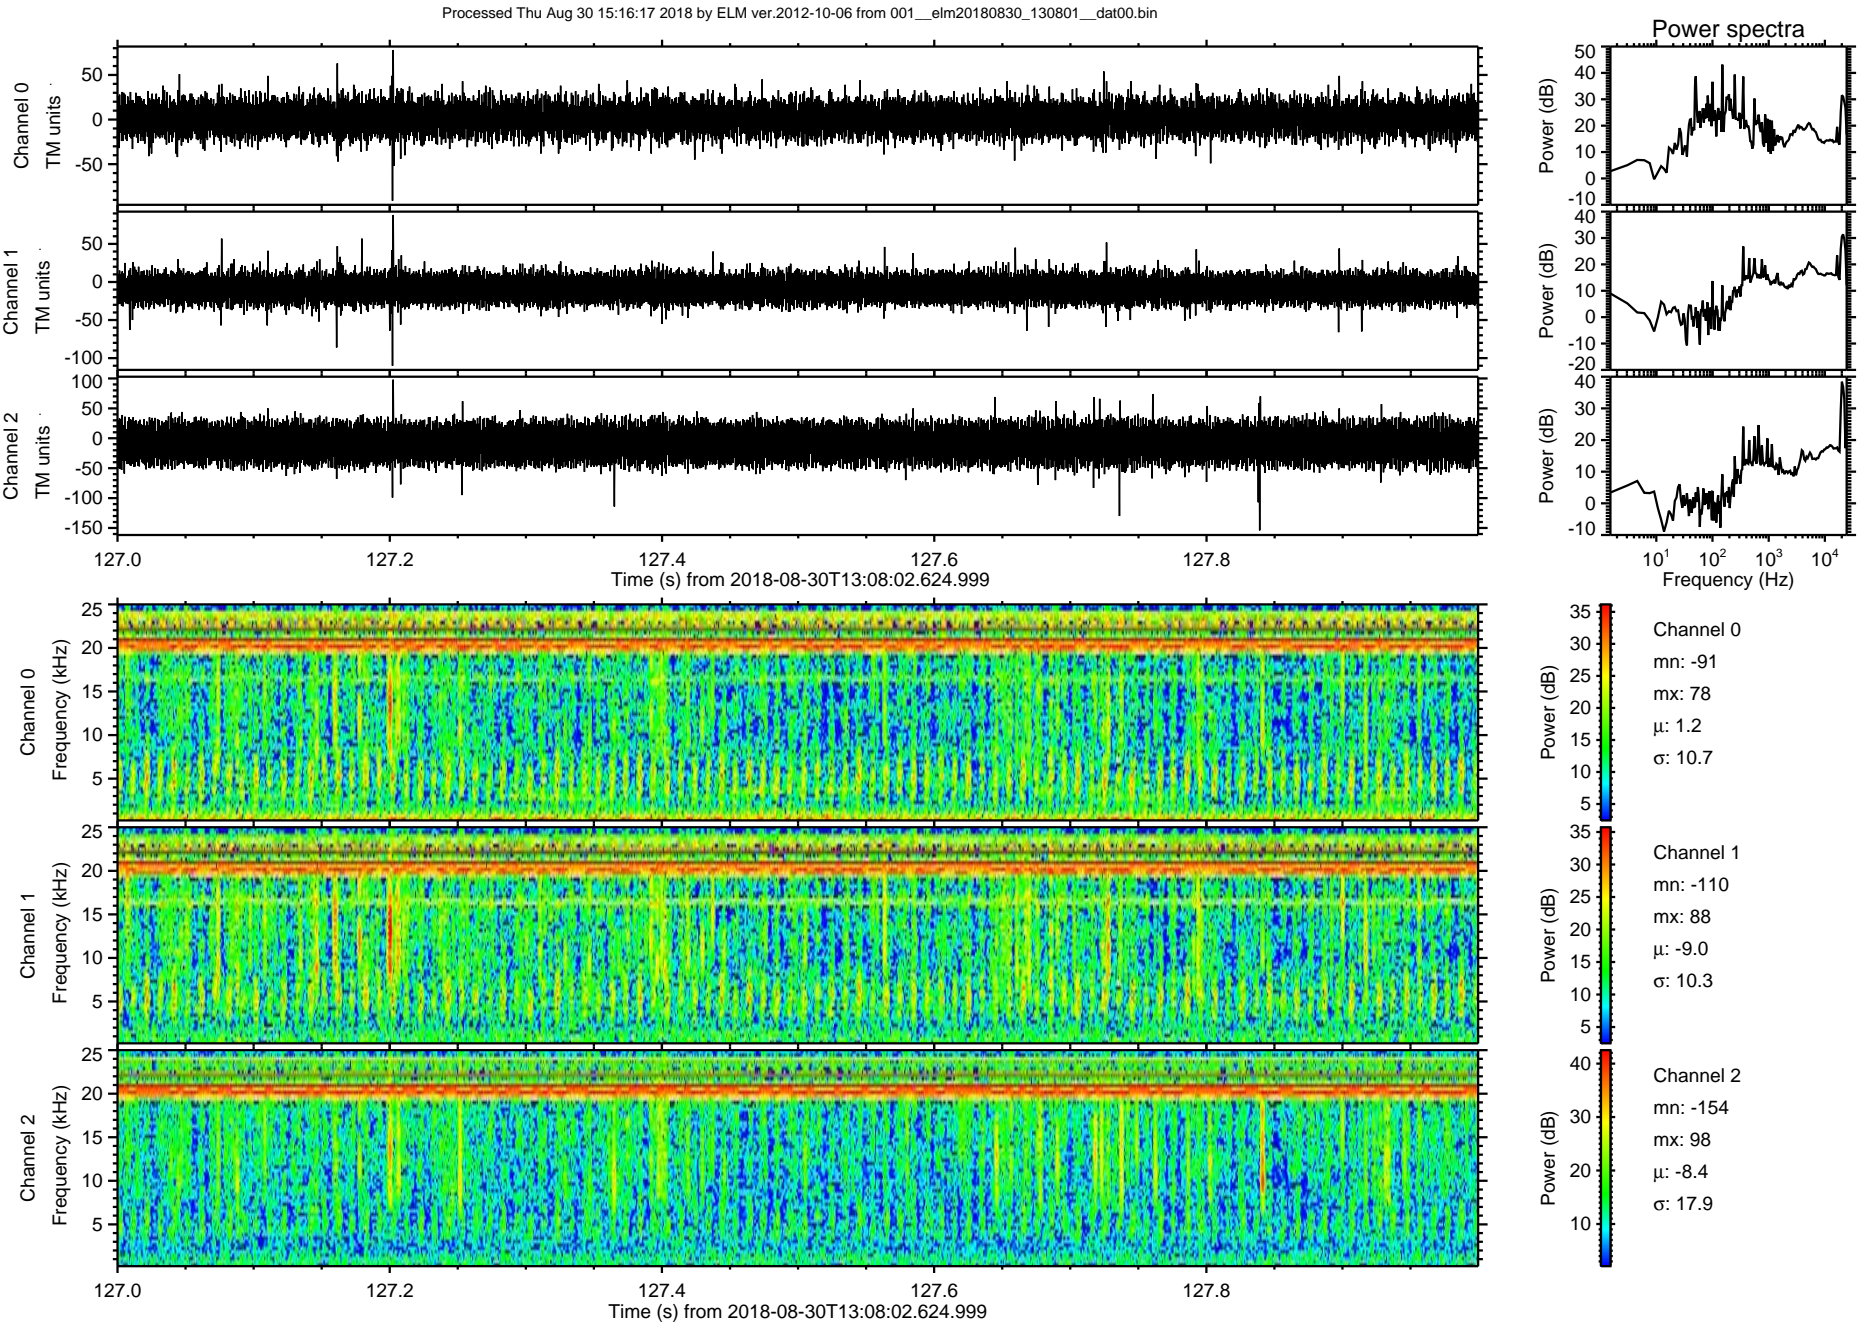 Processed Thu Aug 30 15:16:17 2018 by ELM ver.2012-10-06 from 001__elm20180830_130801__dat00.bin
Power spectra
Channel 0
TM units
50
0
-50
Power (dB)
50
40
30
20
10
0
-10
Channel 1
TM units
50
0
-50
-100
Power (dB)
40
30
20
10
0
-10
-20
Channel 2
TM units
100
50
0
-50
-100
-150
Power (dB)
40
30
20
10
0
-10
127.0 127.2 127.4 127.6 127.8
Time (s) from 2018-08-30T13:08:02.624.999
10^1 10^2 10^3 10^4
Frequency (Hz)
Channel 0
Frequency (kHz)
25
20
15
10
5
Power (dB)
35
30
25
20
15
10
5
Channel 0
mn: -91
mx: 78
μ: 1.2
σ: 10.7
Channel 1
Frequency (kHz)
25
20
15
10
5
Power (dB)
35
30
25
20
15
10
5
Channel 1
mn: -110
mx: 88
μ: -9.0
σ: 10.3
Channel 2
Frequency (kHz)
25
20
15
10
5
Power (dB)
40
30
20
10
Channel 2
mn: -154
mx: 98
μ: -8.4
σ: 17.9
127.0 127.2 127.4 127.6 127.8
Time (s) from 2018-08-30T13:08:02.624.999